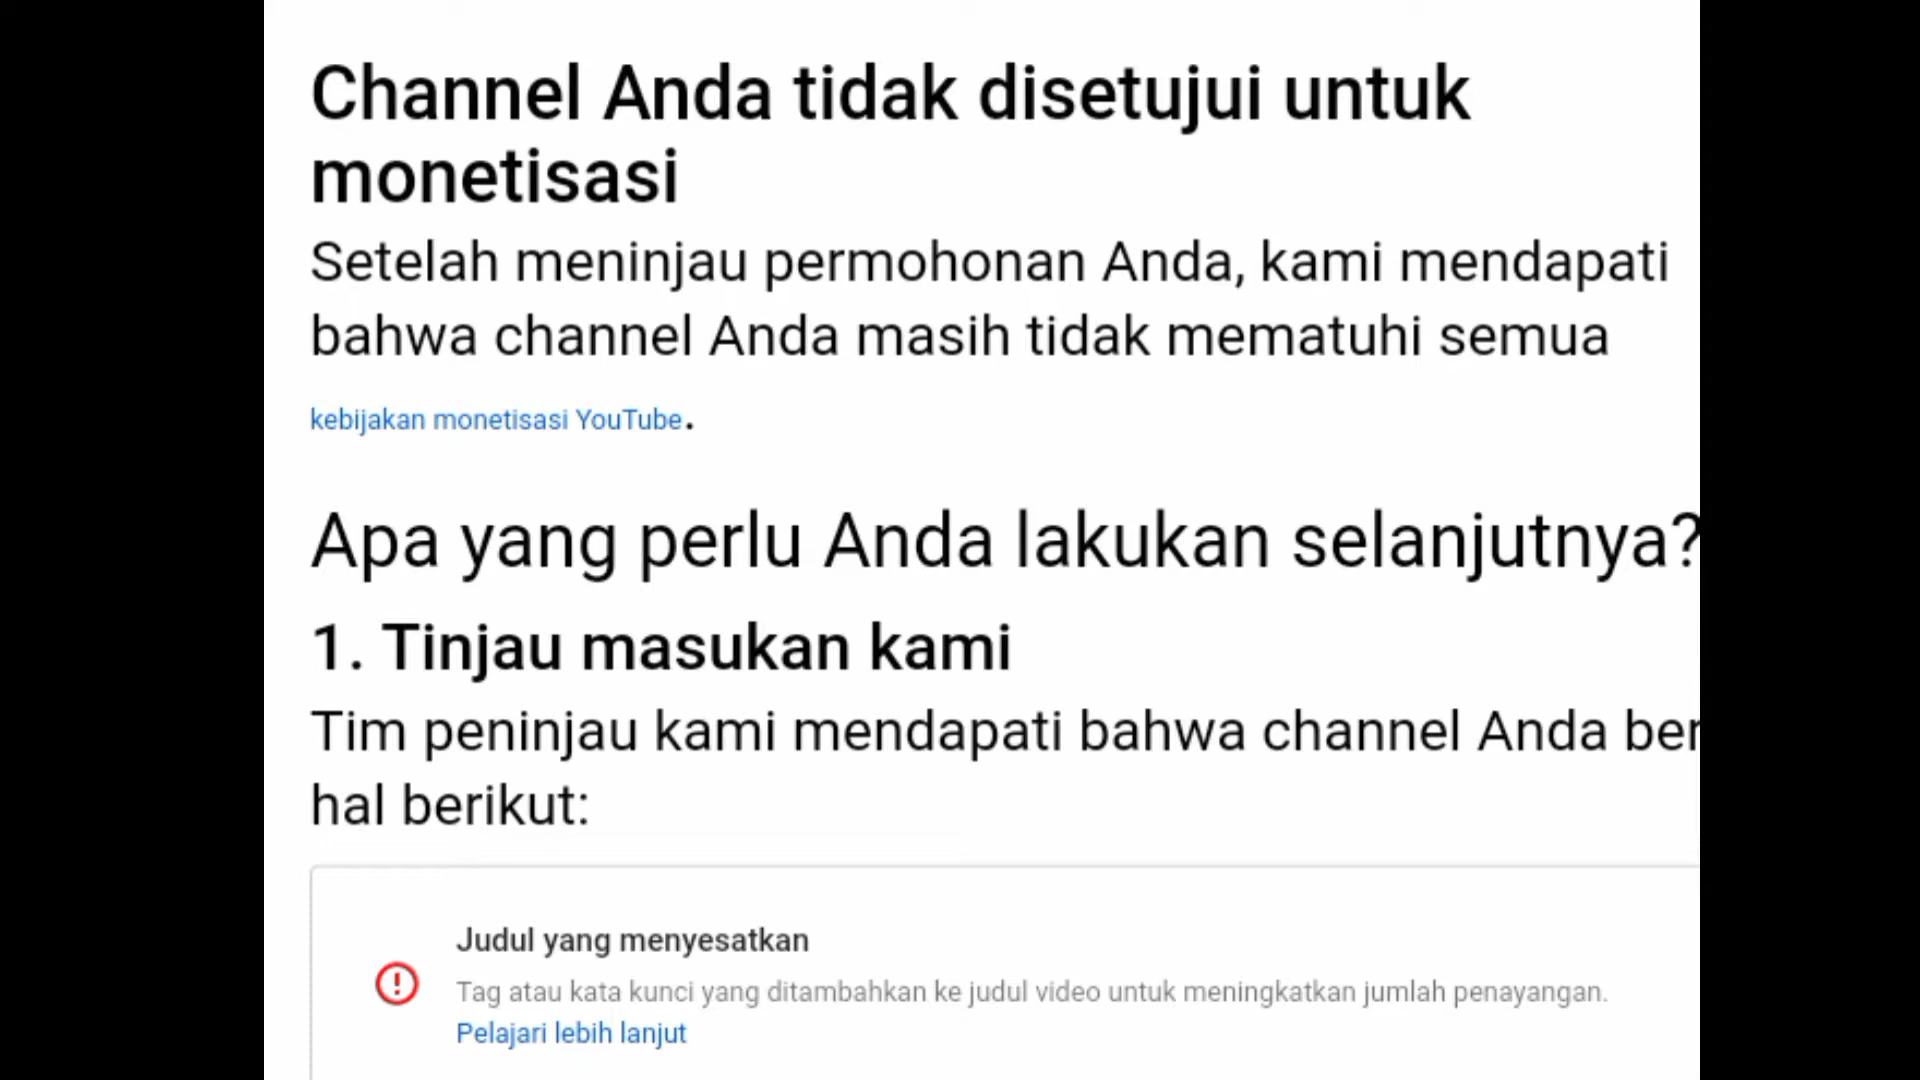 Channel Anda tidak disetujui untuk
monetisasi
Setelah meninjau permohonan Anda, kami mendapati
bahwa channel Anda masih tidak mematuhi semua
kebijakan monetisasi YouTube.
Apa yang perlu Anda lakukan selanjutnya?
1. Tinjau masukan kami
Tim peninjau kami mendapati bahwa channel Anda ber
hal berikut:
Judul yang menyesatkan
Tag atau kata kunci yang ditambahkan ke judul video untuk meningkatkan jumlah penayangan.
Pelajari lebih lanjut